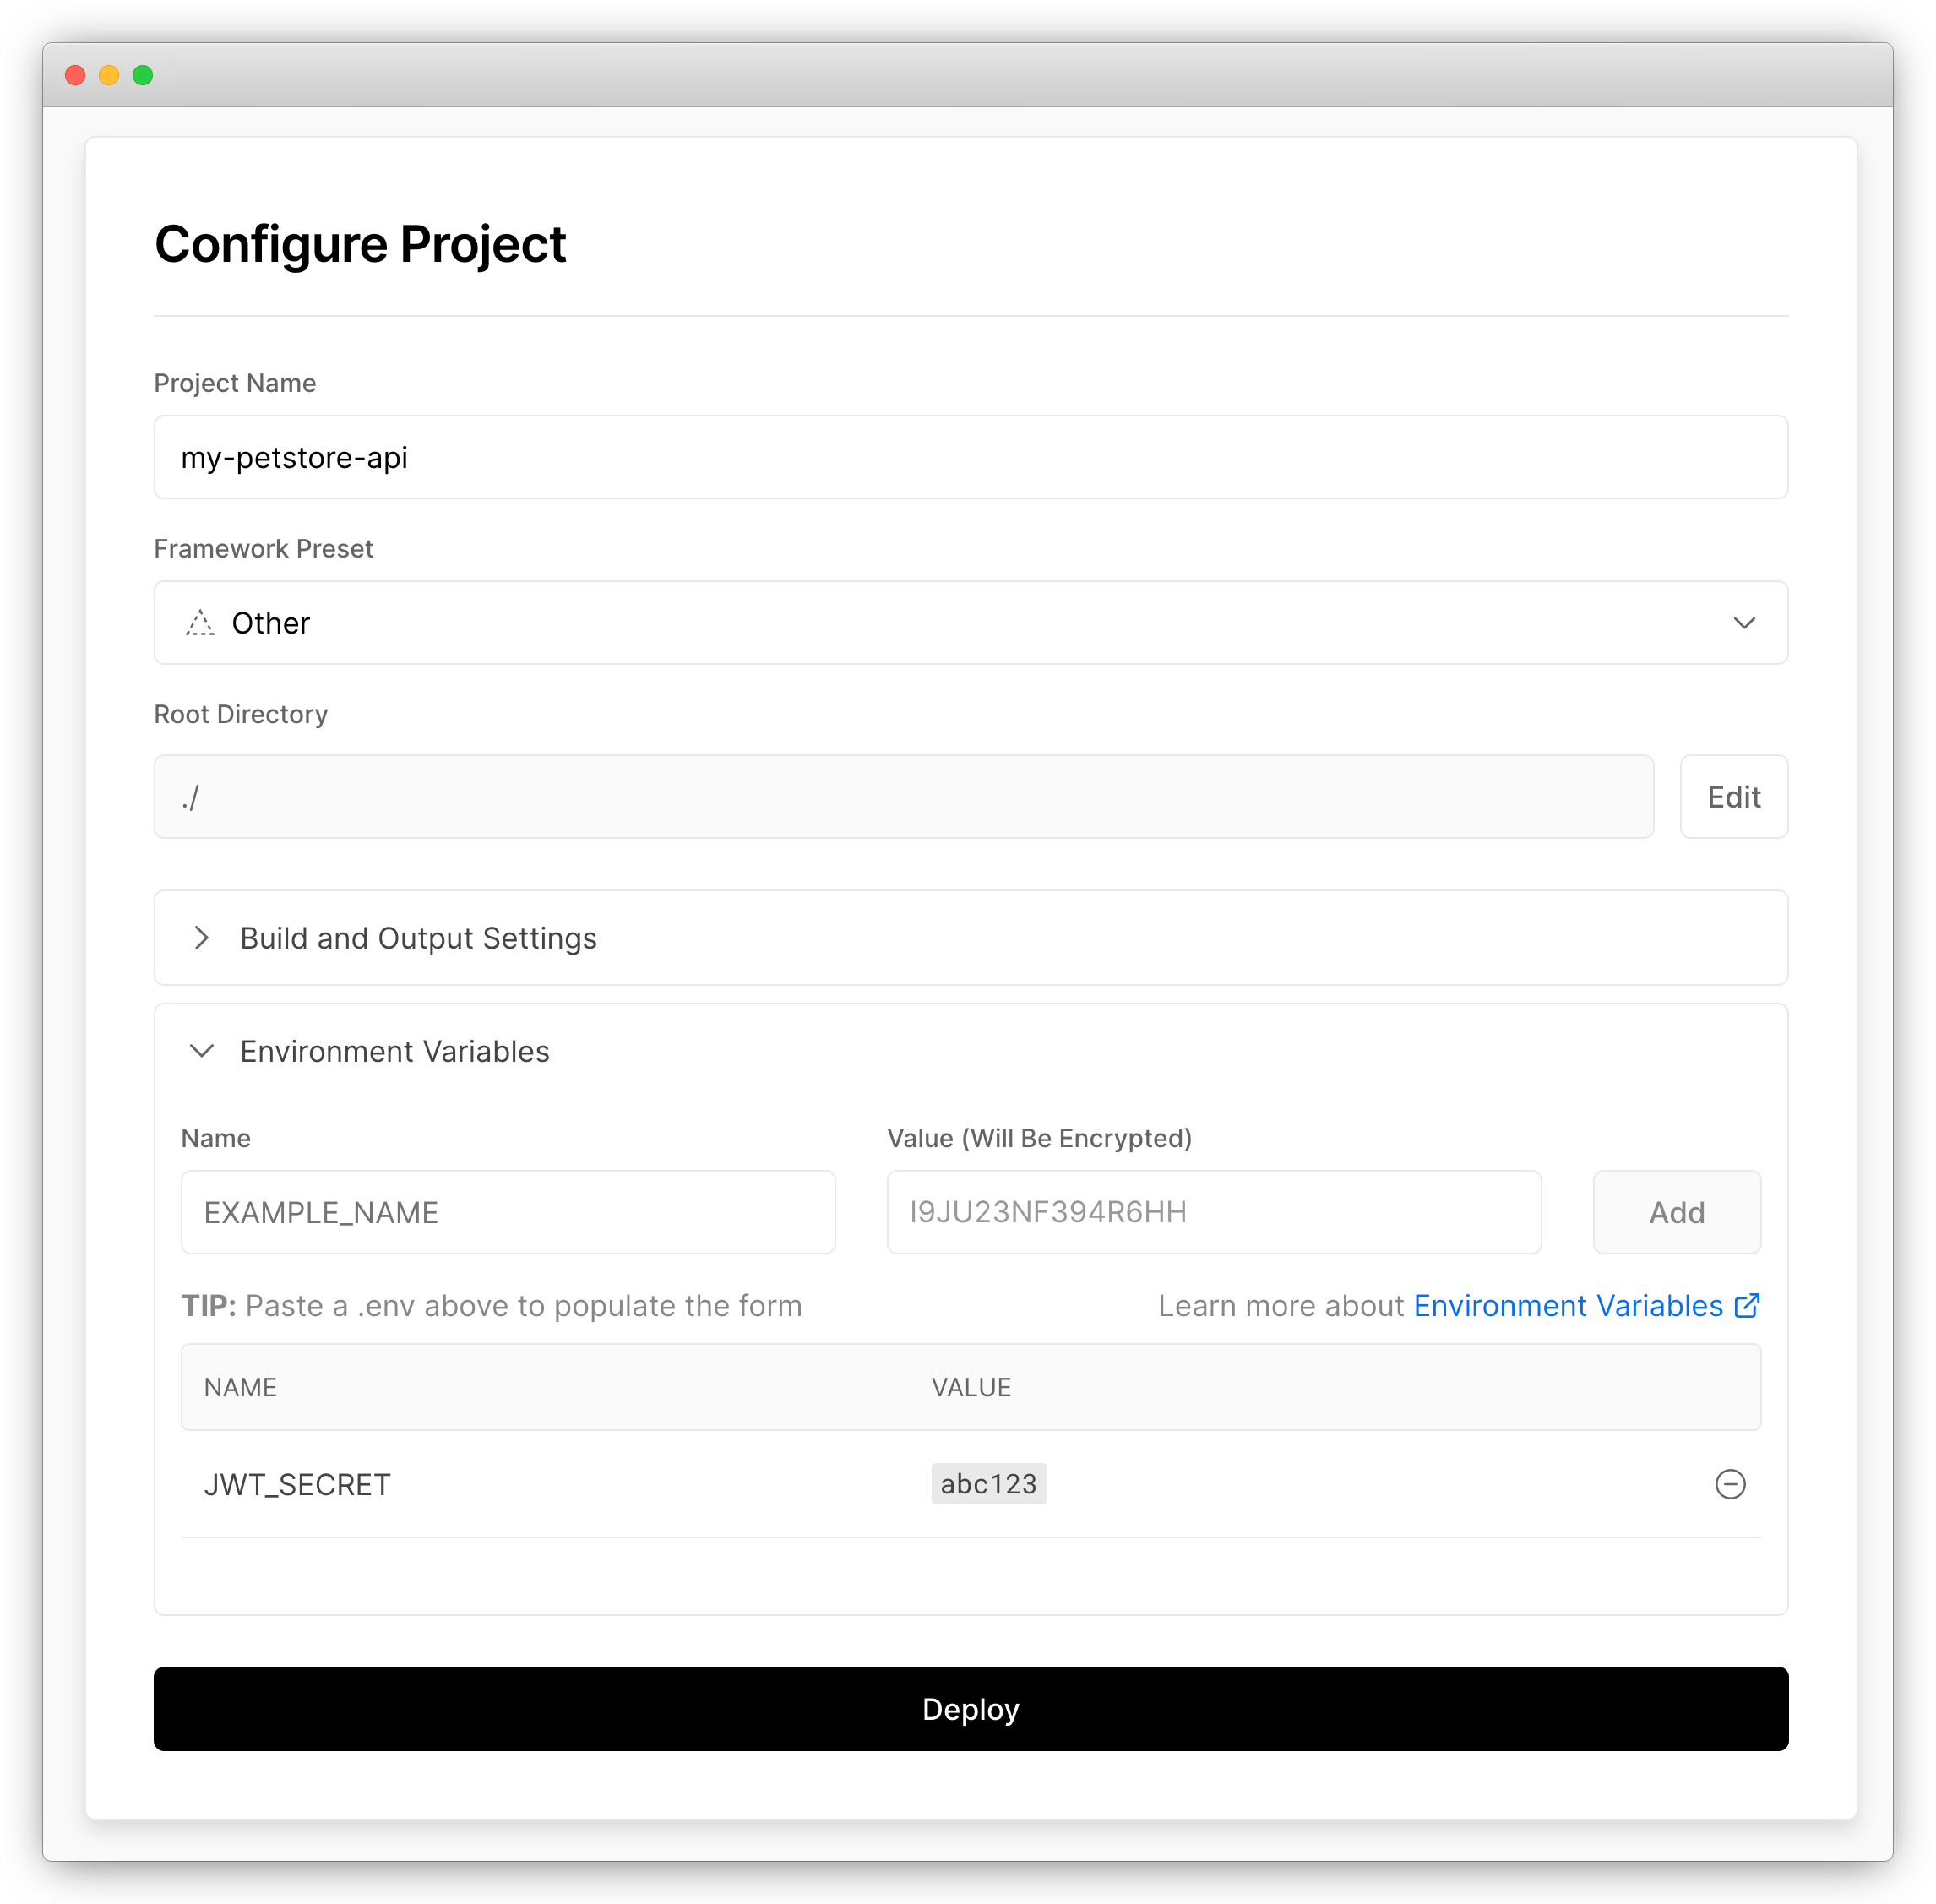 Configure Project
Project Name
my-petstore-api
Framework Preset
Other
Root Directory
./
Edit
Build and Output Settings
Environment Variables
Name
Value (Will Be Encrypted)
EXAMPLE_NAME
I9JU23NF394R6HH
Add
TIP: Paste a .env above to populate the form
Learn more about Environment Variables
NAME
VALUE
JWT_SECRET
abc123
Deploy